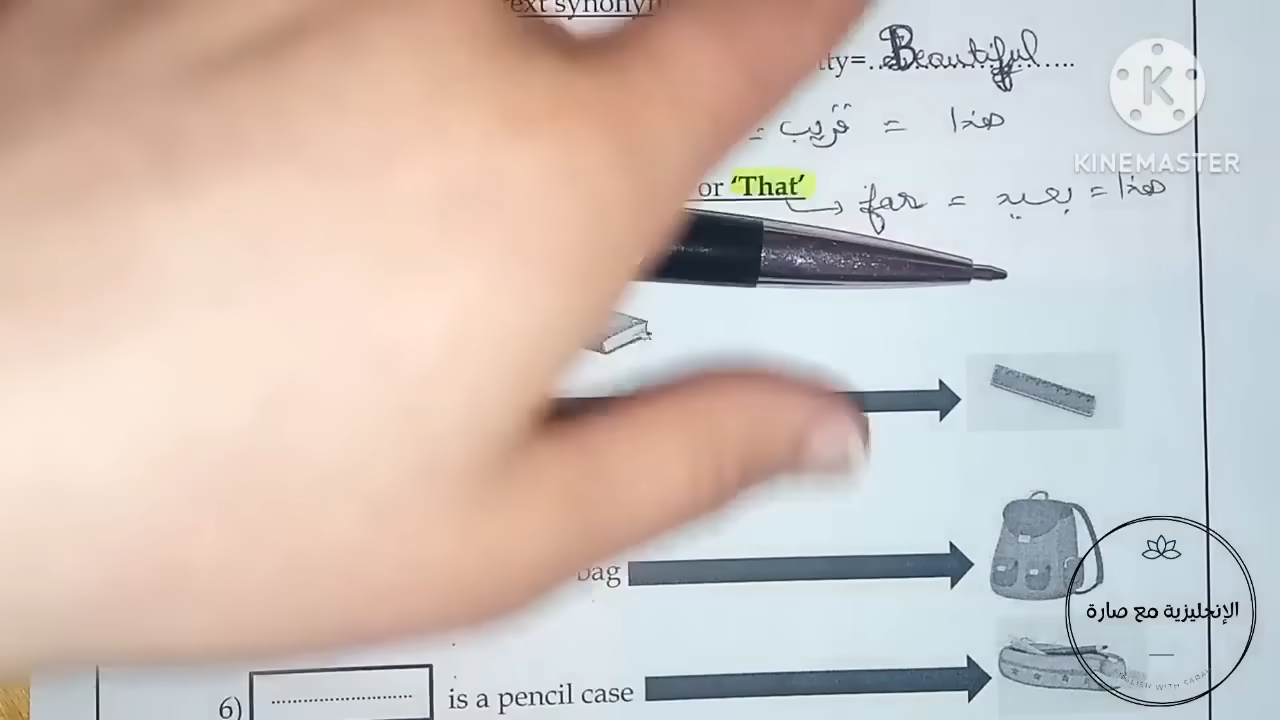 ext synonym
tty=..Beautiful....
= قريب = هذا
or 'That' far = بعيد = هذا
KINEMASTER
bag
الإنجليزية مع صارة
6) .................. is a pencil case